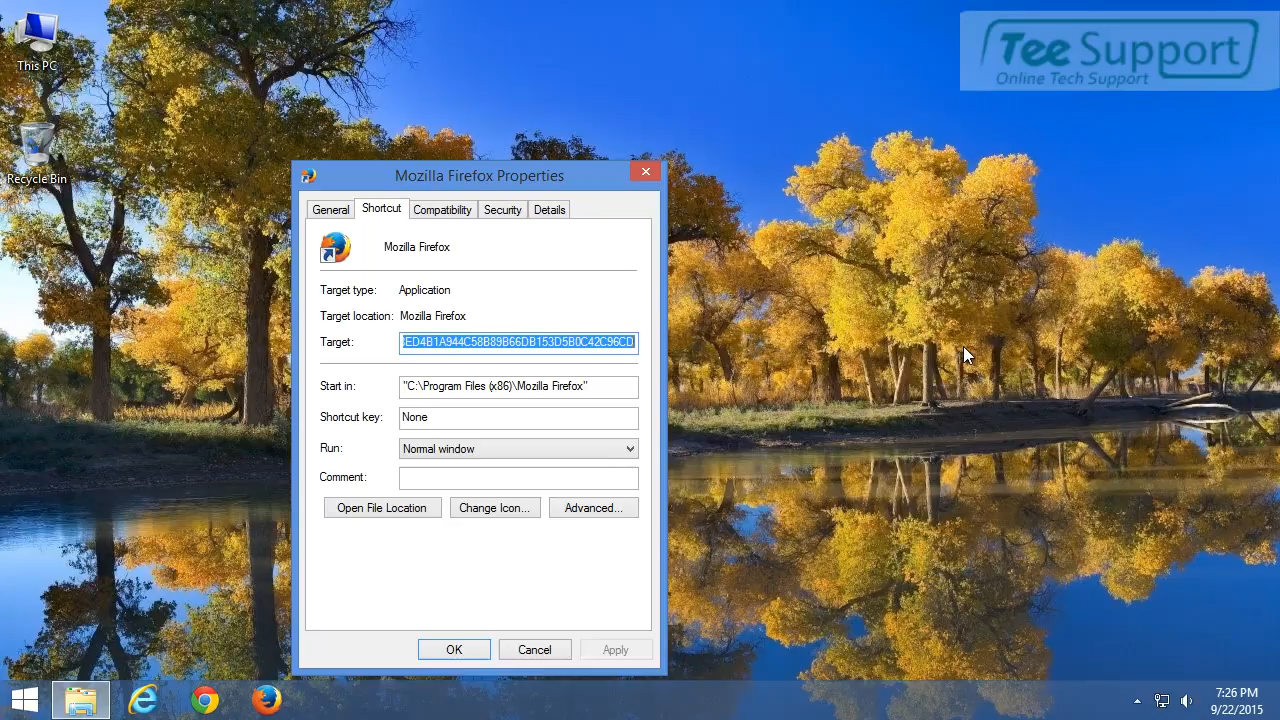 This PC
Recycle Bin
Tee Support
Online Tech Support
Mozilla Firefox Properties
General Shortcut Compatibility Security Details
Mozilla Firefox
Target type: Application
Target location: Mozilla Firefox
Target: ED4B1A944C58B89B66DB153D5B0C42C96CD
Start in: "C:\Program Files (x86)\Mozilla Firefox"
Shortcut key: None
Run: Normal window
Comment:
Open File Location Change Icon... Advanced...
OK Cancel Apply
7:26 PM
9/22/2015